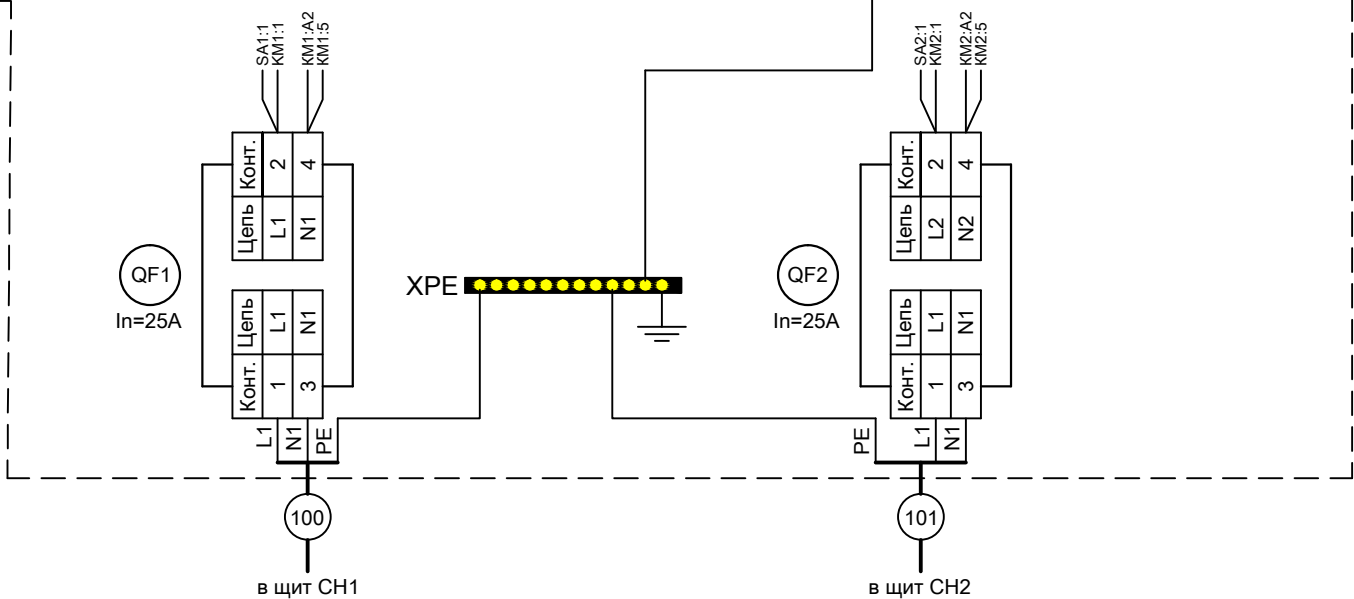 SA1:1
KM1:1
KM1:A2
KM1:5
SA2:1
KM2:1
KM2:A2
KM2:5
Конт. 2 4
Цепь L1 N1
Конт. 2 4
Цепь L2 N2
QF1
In=25A
XPE
QF2
In=25A
Цепь L1 N1
Конт. 1 3
Цепь L1 N1
Конт. 1 3
L1 N1 PE
PE L1 N1
100
101
в щит СН1
в щит СН2